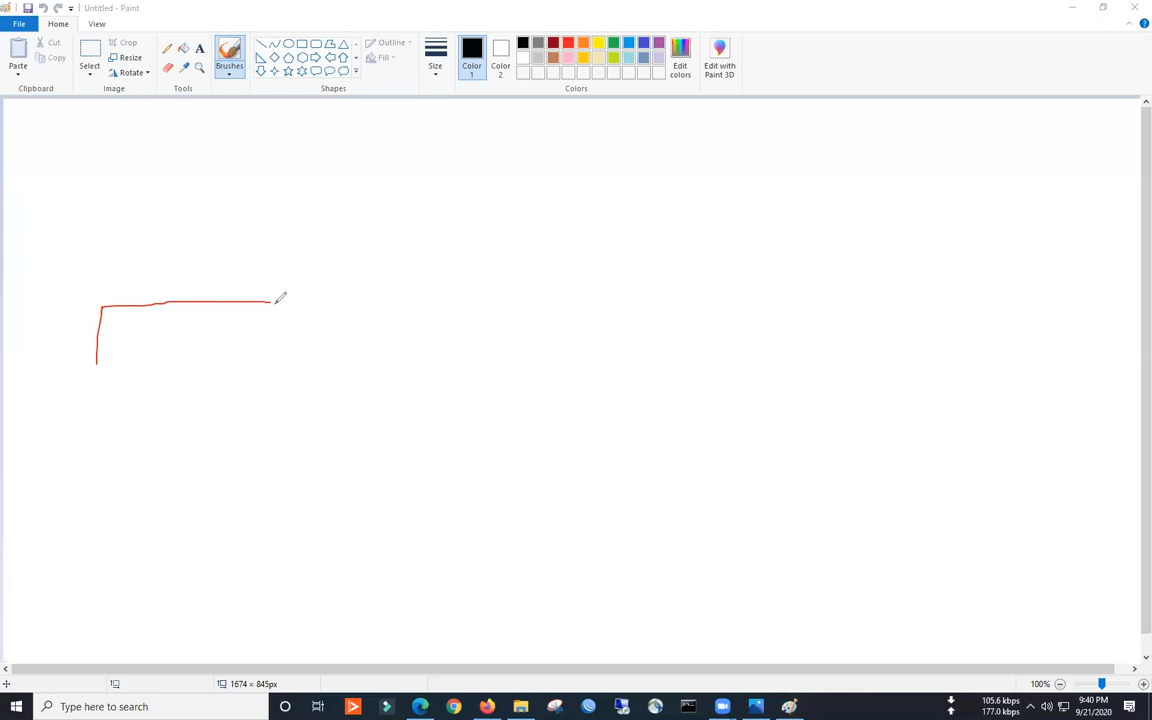 Untitled - Paint
File Home View
Paste
Cut
Copy
Clipboard
Select
Crop
Resize
Rotate
Image
Tools
Brushes
Shapes
Outline
Fill
Size
Color 1
Color 2
Colors
Edit colors
Edit with Paint 3D
1674 × 845px
100%
Type here to search
105.6 kbps
177.0 kbps
9:40 PM
9/21/2020